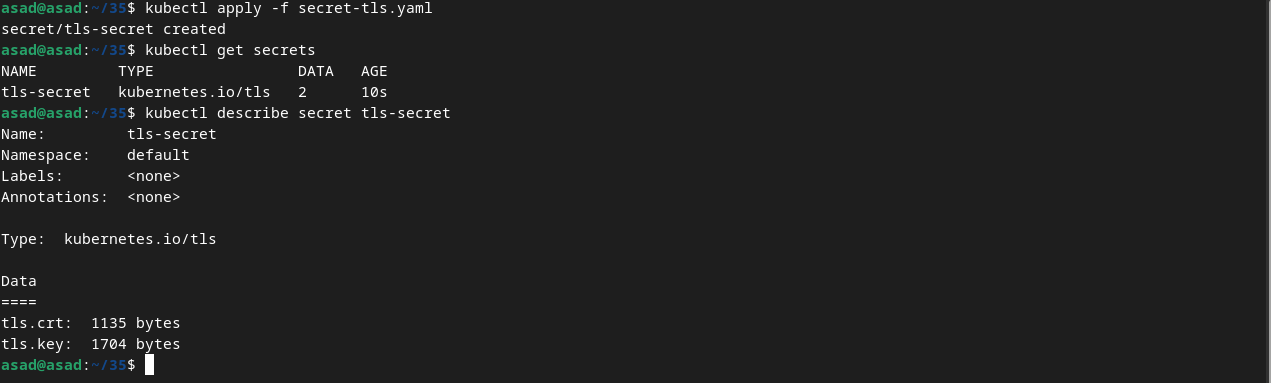 asad@asad:~/35$ kubectl apply -f secret-tls.yaml
secret/tls-secret created
asad@asad:~/35$ kubectl get secrets
NAME         TYPE                DATA   AGE
tls-secret   kubernetes.io/tls   2      10s
asad@asad:~/35$ kubectl describe secret tls-secret
Name:         tls-secret
Namespace:    default
Labels:       <none>
Annotations:  <none>

Type:  kubernetes.io/tls

Data
====
tls.crt:  1135 bytes
tls.key:  1704 bytes
asad@asad:~/35$